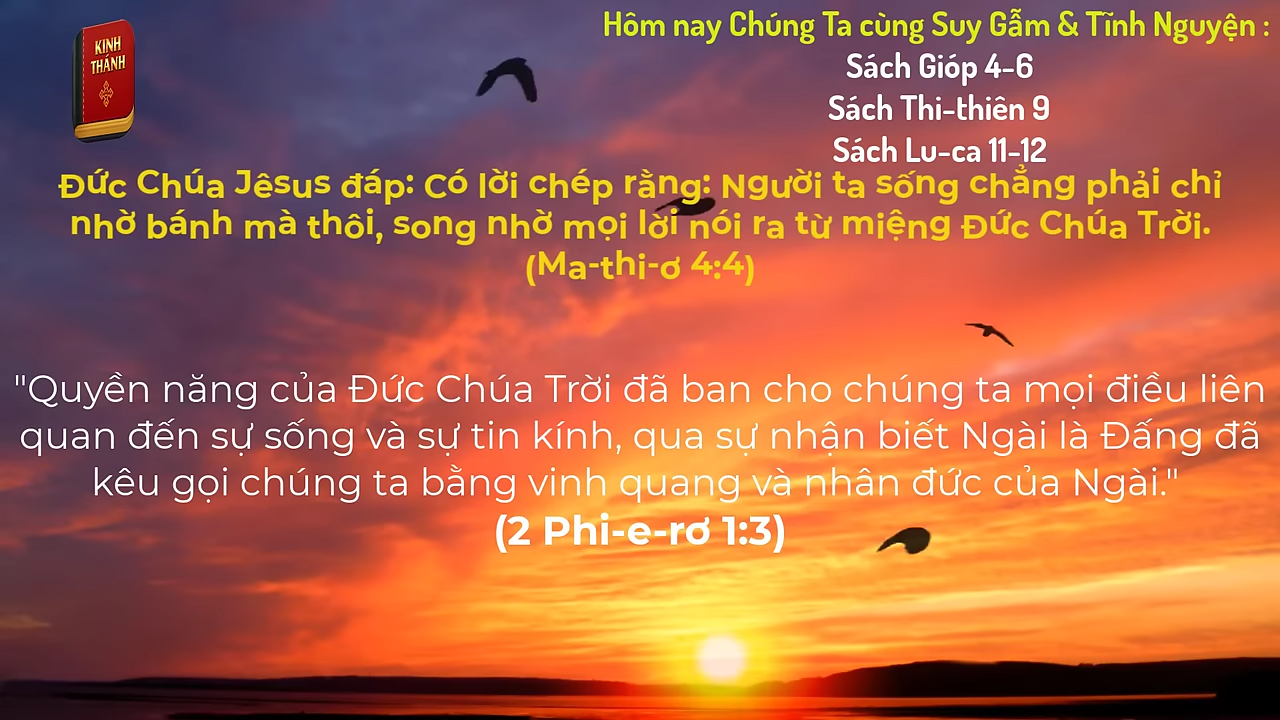 KINH
THÁNH
Hôm nay Chúng Ta cùng Suy Gẫm & Tĩnh Nguyện :
Sách Gióp 4-6
Sách Thi-thiên 9
Sách Lu-ca 11-12
Đức Chúa Jêsus đáp: Có lời chép rằng: Người ta sống chẳng phải chỉ
nhờ bánh mà thôi, song nhờ mọi lời nói ra từ miệng Đức Chúa Trời.
(Ma-thi-ơ 4:4)
"Quyền năng của Đức Chúa Trời đã ban cho chúng ta mọi điều liên
quan đến sự sống và sự tin kính, qua sự nhận biết Ngài là Đấng đã
kêu gọi chúng ta bằng vinh quang và nhân đức của Ngài."
(2 Phi-e-rơ 1:3)